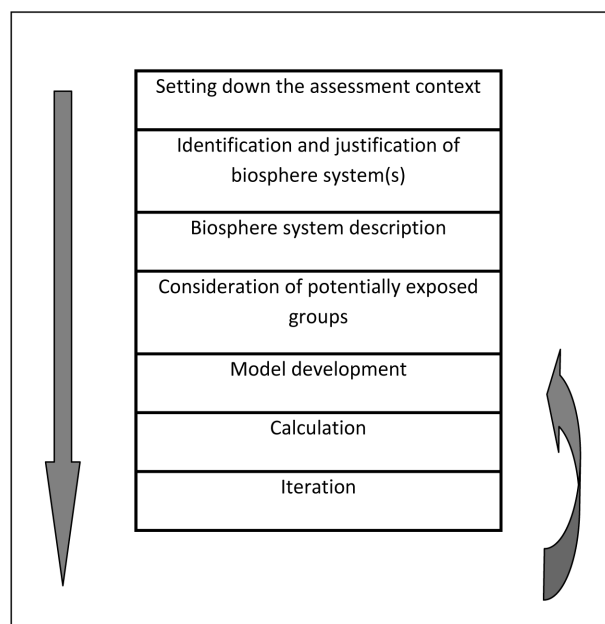 Setting down the assessment context
Identification and justification of
biosphere system(s)
Biosphere system description
Consideration of potentially exposed
groups
Model development
Calculation
Iteration